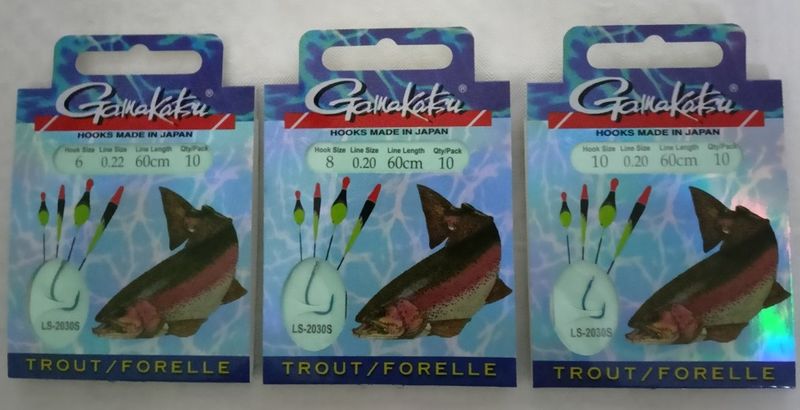 Gamakatsu®
HOOKS MADE IN JAPAN
Hook Size Line Size Line Length Qty/Pack
6 0.22 60cm 10
LS-2030S
TROUT/FORELLE
Gamakatsu®
HOOKS MADE IN JAPAN
Hook Size Line Size Line Length Qty/Pack
8 0.20 60cm 10
LS-2030S
TROUT/FORELLE
Gamakatsu®
HOOKS MADE IN JAPAN
Hook Size Line Size Line Length Qty/Pack
10 0.20 60cm 10
LS-2030S
TROUT/FORELLE